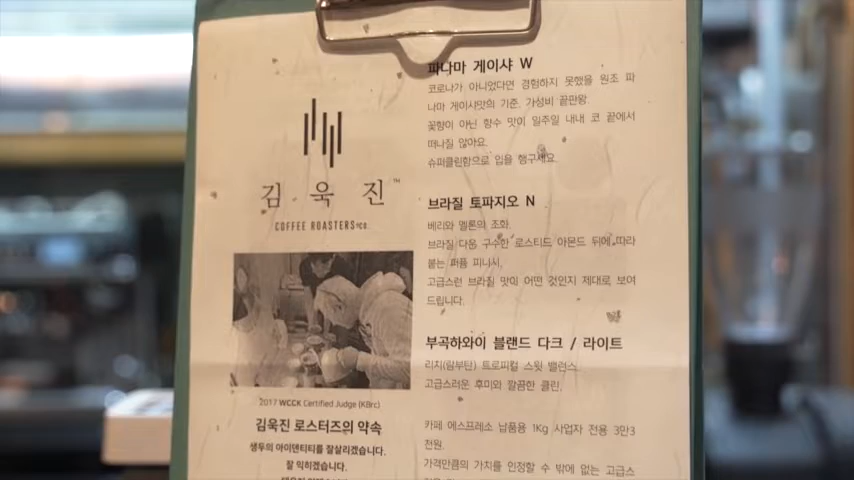 김 욱 진 ™
COFFEE ROASTERS+CO.
2017 WCCK Certified Judge (KBrc)
김욱진 로스터즈의 약속
생두의 아이덴티티를 잘살리겠습니다.
잘 익히겠습니다.
파나마 게이샤 W
코로나가 아니었다면 경험하지 못했을 원조 파
나마 게이샤맛의 기준. 가성비 끝판왕.
꽃향이 아닌 향수 맛이 일주일 내내 코 끝에서
떠나질 않아요.
슈퍼클린함으로 입을 헹구세요.
브라질 토파지오 N
베리와 멜론의 조화.
브라질 다움 구수한 로스티드 아몬드 뒤에 따라
붙는 퍼플 피니시.
고급스런 브라질 맛이 어떤 것인지 제대로 보여
드립니다.
부곡하와이 블랜드 다크 / 라이트
리치(람부탄) 트로피컬 스윗 밸런스.
고급스러운 후미와 깔끔한 클린.
카페 에스프레소 납품용 1Kg 사업자 전용 3만3
천원.
가격만큼의 가치를 인정할 수 밖에 없는 고급스